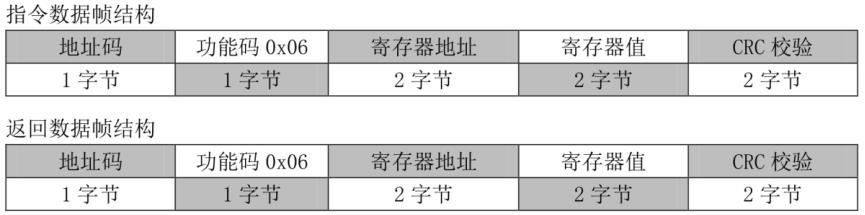 指令数据帧结构
地址码 功能码 0x06 寄存器地址 寄存器值 CRC 校验
1 字节 1 字节 2 字节 2 字节 2 字节
返回数据帧结构
地址码 功能码 0x06 寄存器地址 寄存器值 CRC 校验
1 字节 1 字节 2 字节 2 字节 2 字节